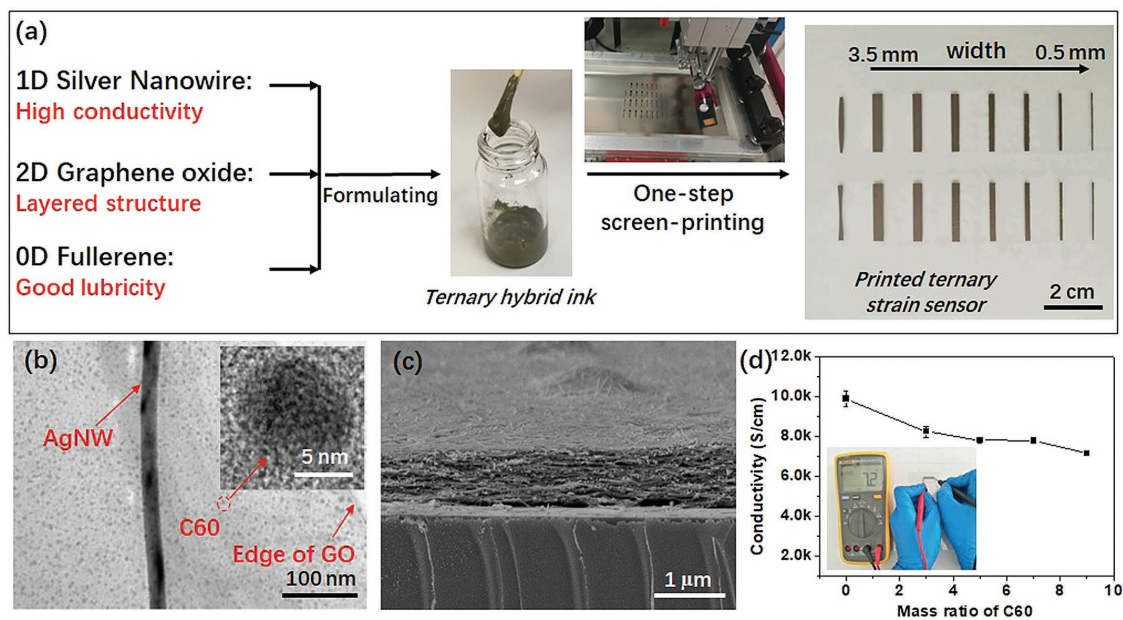 (a)
1D Silver Nanowire:
High conductivity
2D Graphene oxide:
Layered structure
0D Fullerene:
Good lubricity
Formulating
Ternary hybrid ink
One-step
screen-printing
3.5 mm width 0.5 mm
Printed ternary
strain sensor
2 cm
(b)
AgNW
C60
5 nm
Edge of GO
100 nm
(c)
1 μm
(d)
12.0k
10.0k
8.0k
6.0k
4.0k
2.0k
Conductivity (S/cm)
7.2
0 2 4 6 8 10
Mass ratio of C60